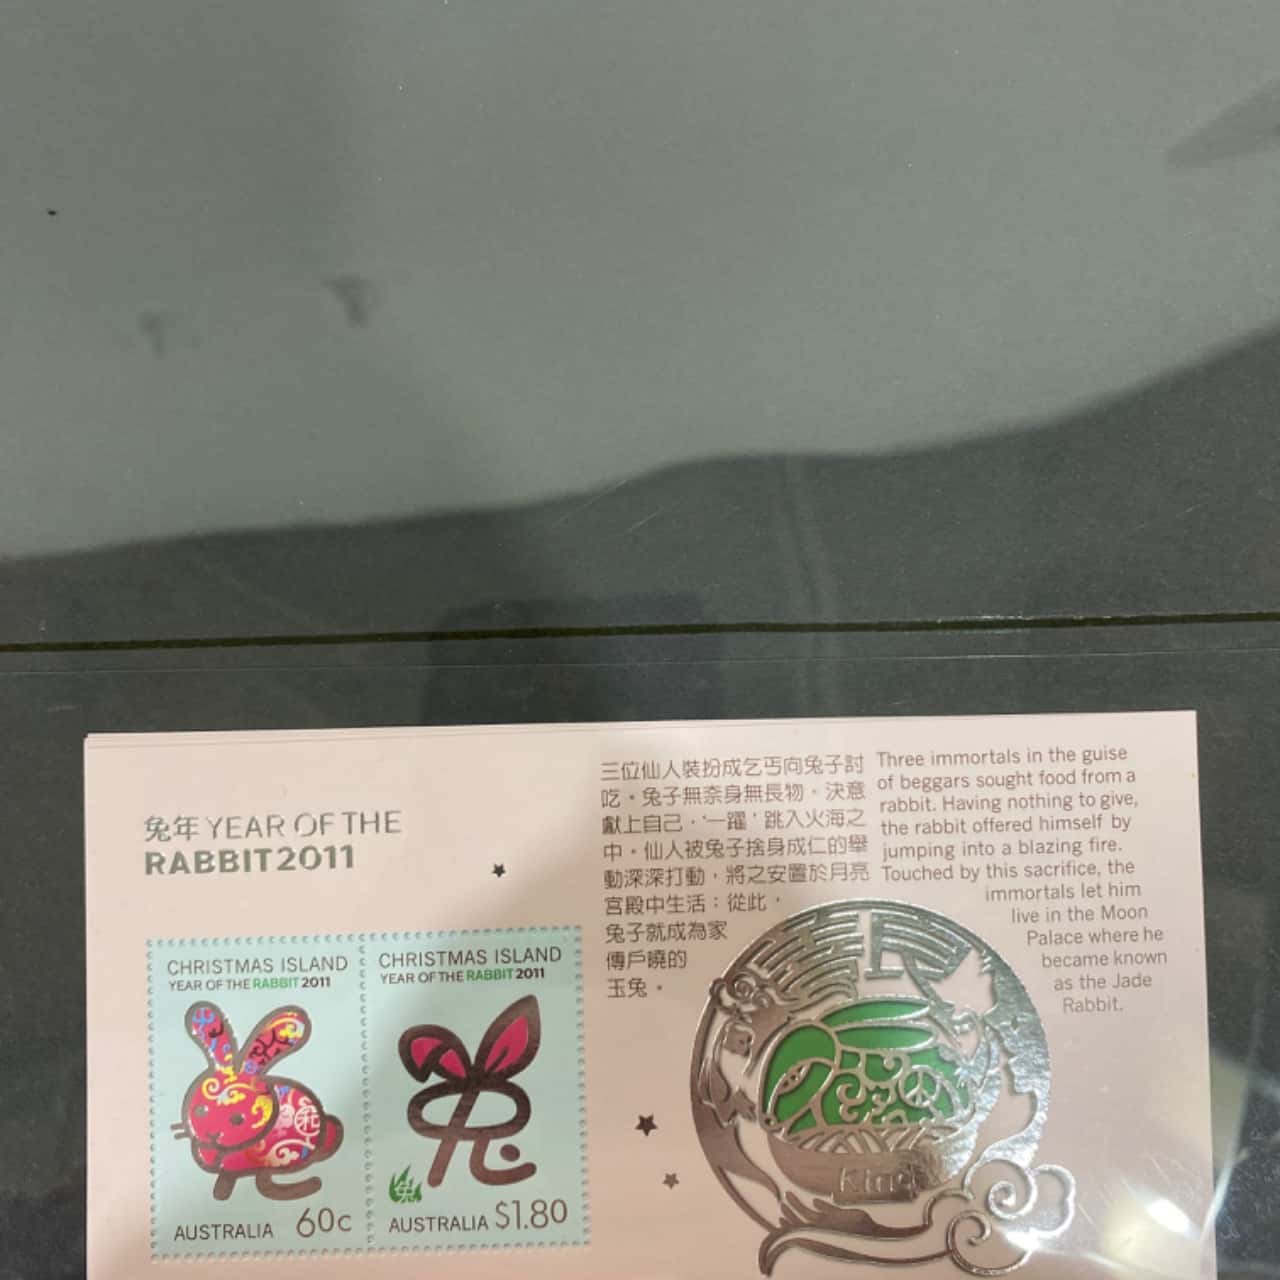 兔年 YEAR OF THE
RABBIT 2011
CHRISTMAS ISLAND
YEAR OF THE RABBIT 2011
AUSTRALIA 60c
CHRISTMAS ISLAND
YEAR OF THE RABBIT 2011
兔
AUSTRALIA $1.80
三位仙人裝扮成乞丐向兔子討
吃。兔子無奈身無長物，決意
獻上自己，'一躍'跳入火海之
中。仙人被兔子捨身成仁的舉
動深深打動，將之安置於月亮
宮殿中生活；從此，
兔子就成為家
傳戶曉的
玉兔。
Three immortals in the guise
of beggars sought food from a
rabbit. Having nothing to give,
the rabbit offered himself by
jumping into a blazing fire.
Touched by this sacrifice, the
immortals let him
live in the Moon
Palace where he
became known
as the Jade
Rabbit.